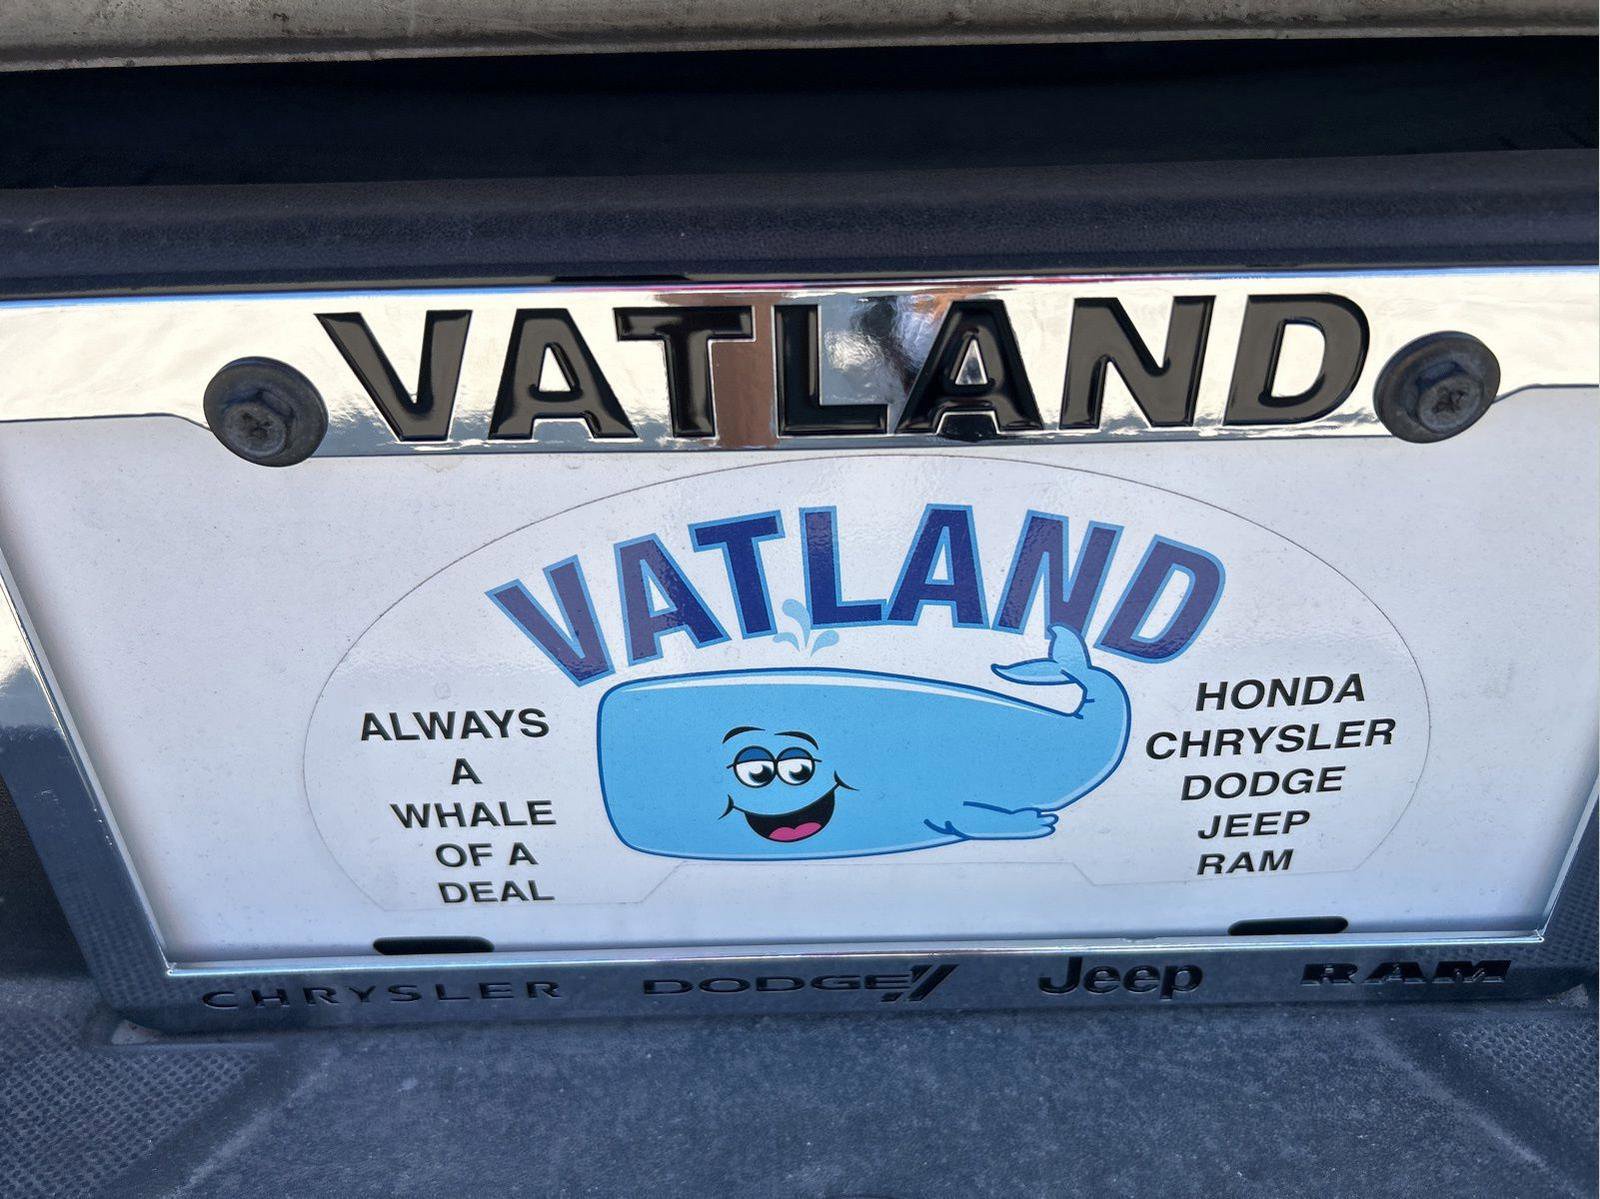 VATLAND
VATLAND
ALWAYS
A
WHALE
OF A
DEAL
HONDA
CHRYSLER
DODGE
JEEP
RAM
CHRYSLER DODGE Jeep RAM